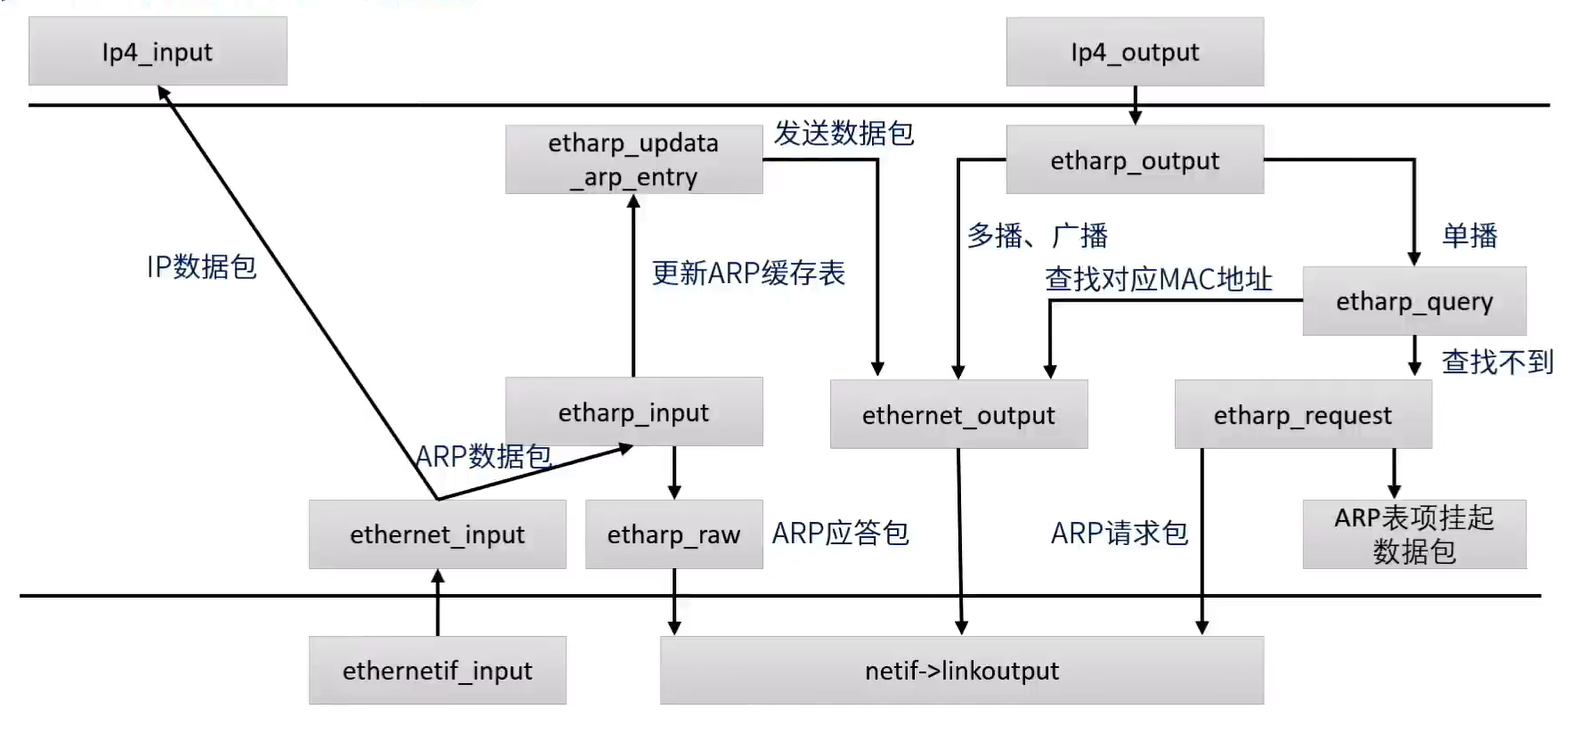 Ip4_input
Ip4_output
etharp_updata
_arp_entry
发送数据包
etharp_output
多播、广播
单播
IP数据包
更新ARP缓存表
查找对应MAC地址
etharp_query
查找不到
etharp_input
ethernet_output
etharp_request
ARP数据包
ethernet_input
etharp_raw
ARP应答包
ARP请求包
ARP表项挂起
数据包
ethernetif_input
netif->linkoutput